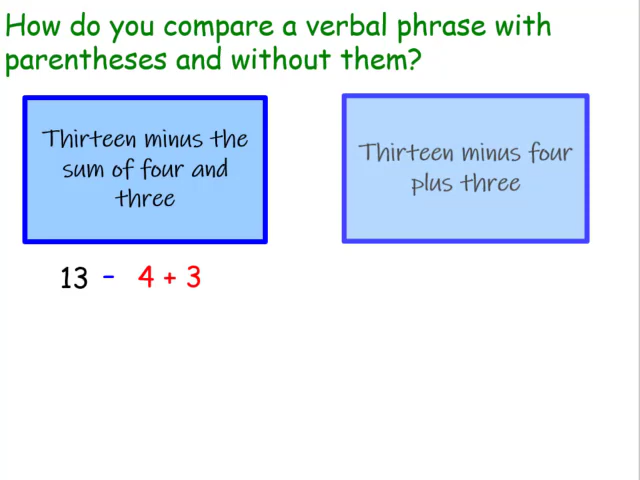 How do you compare a verbal phrase with
parentheses and without them?
Thirteen minus the
sum of four and
three
Thirteen minus four
plus three
13 - 4 + 3